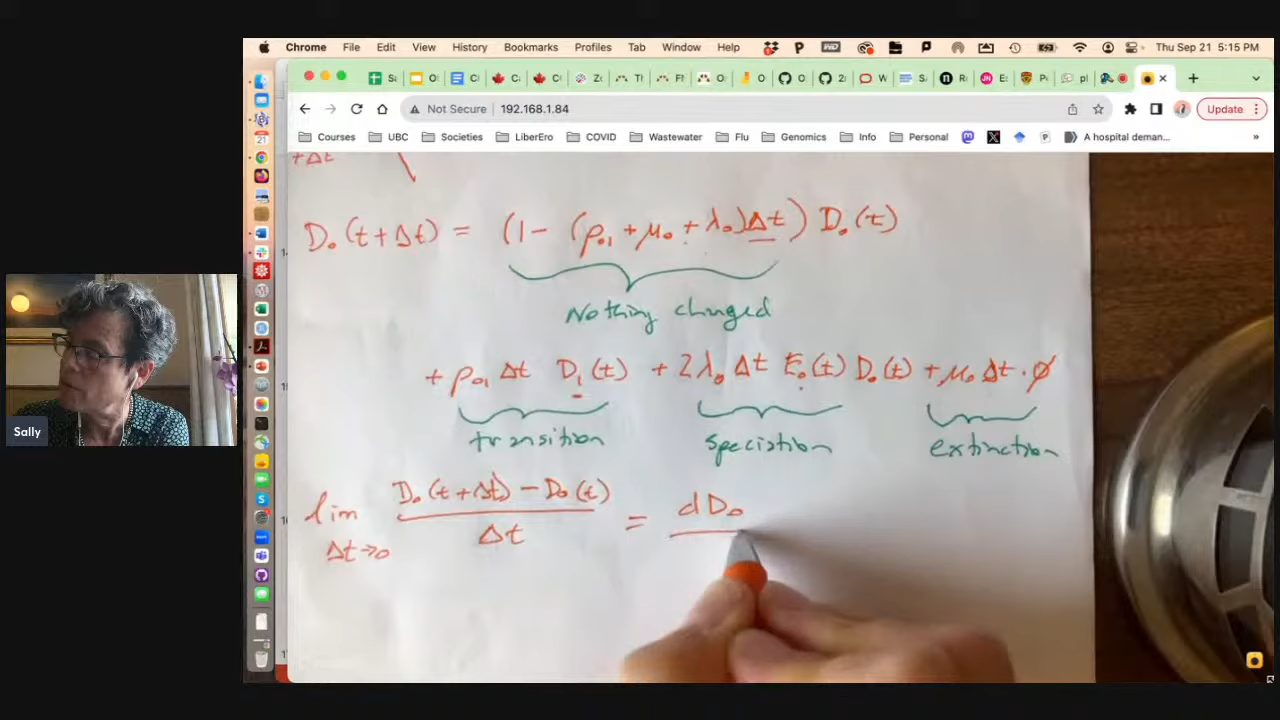 Chrome File Edit View History Bookmarks Profiles Tab Window Help Thu Sep 21 5:15 PM
Not Secure 192.168.1.84 Update
Courses UBC Societies LiberEro COVID Wastewater Flu Genomics Info Personal A hospital deman... »
+Δt
D₀(t+Δt) = (1 - (ρ₀₁ + μ₀ + λ₀)Δt) D₀(t)
Nothing changed
+ ρ₀₁ Δt D₁(t) + 2λ₀ Δt E₀(t) D₀(t) + μ₀ Δt · ∅
transition speciation extinction
lim D₀(t+Δt) - D₀(t) = dD₀
Δt→0 Δt
Sally